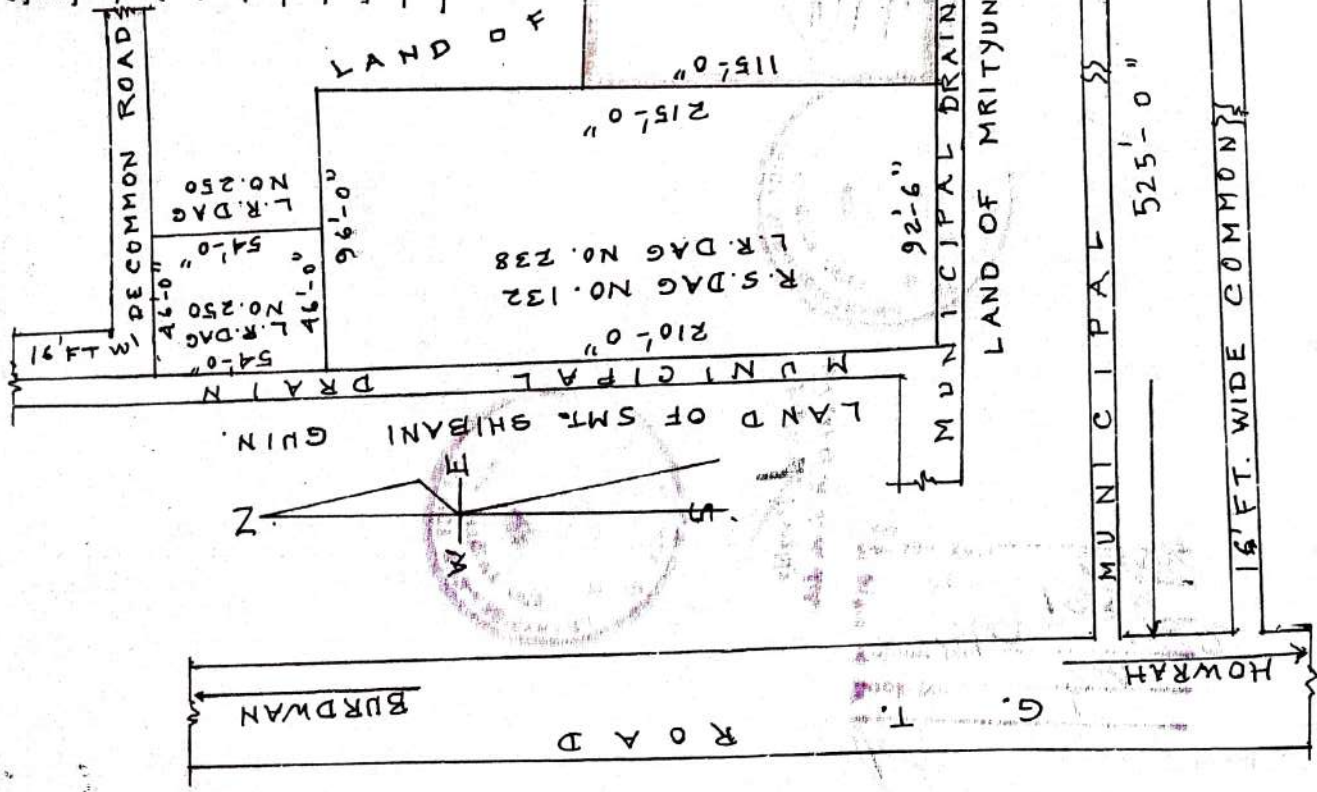 LAND OF
DE COMMON ROAD
16' FT WI
115'-0"
215'-0"
L.R. DAG
NO. 250
54'-0"
96'-0"
46'-0"
46'-0"
L.R. DAG
NO. 250
54'-0"
R.S. DAG NO. 132
L.R. DAG NO. 238
210'-0"
92'-6"
MUNICIPAL DRAIN
MUNICIPAL DRAIN
LAND OF MRITYUN
LAND OF SMT. SHIBANI GUIN.
N
E
W
S
MUNICIPAL
525'-0"
16' FT. WIDE COMMON
BURDWAN
HOWRAH
G. T.
ROAD